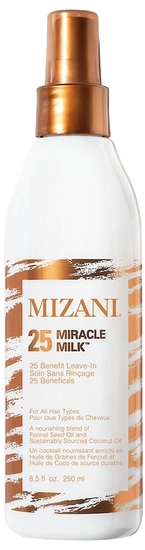 MIZANI.
25 MIRACLE
MILK™
25 Benefit Leave-In
Soin Sans Rinçage
25 Bénéfices
For All Hair Types
Pour tous Types de Cheveux
A nourishing blend of
Fennel Seed Oil and
Sustainably Sourced Coconut Oil
Un cocktail nourrissant enrichi en
Huile de Graines de Fenouil et
Huile de Coco de source durable
8.5 fl. oz. 250 ml